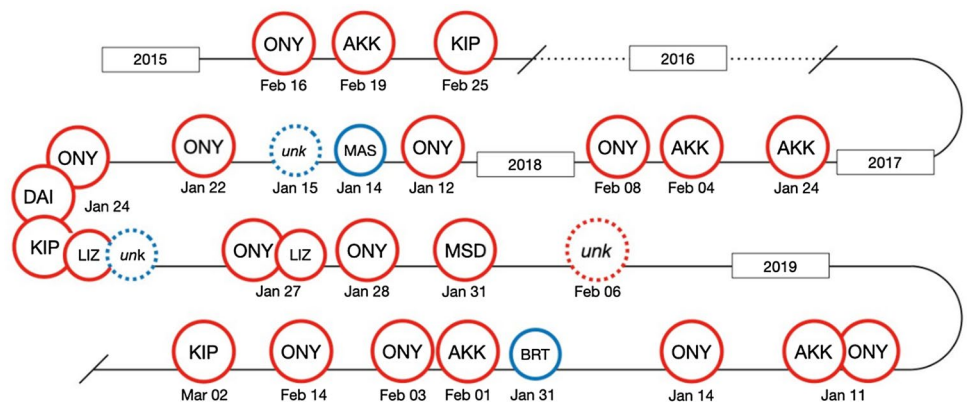 2015 ONY AKK KIP 2016
Feb 16 Feb 19 Feb 25
ONY ONY unk MAS ONY 2018 ONY AKK AKK 2017
Jan 22 Jan 15 Jan 14 Jan 12 Feb 08 Feb 04 Jan 24
DAI Jan 24
KIP LIZ unk ONY LIZ ONY MSD unk 2019
Jan 27 Jan 28 Jan 31 Feb 06
KIP ONY ONY AKK BRT ONY AKK ONY
Mar 02 Feb 14 Feb 03 Feb 01 Jan 31 Jan 14 Jan 11